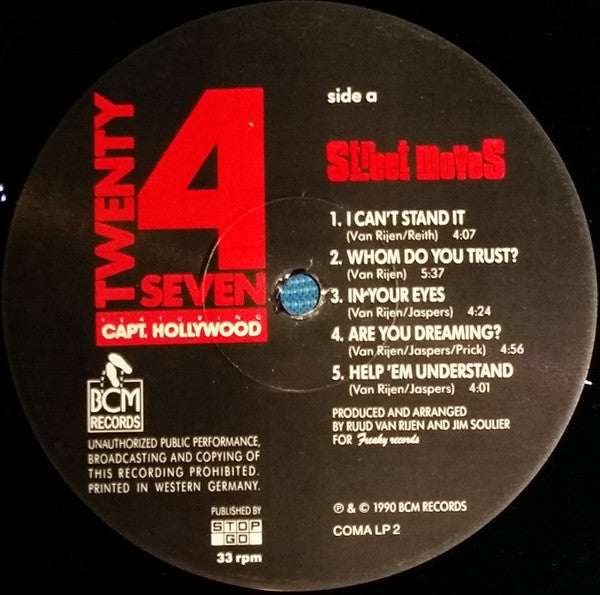 TWENTY
4
SEVEN
FEATURING
CAPT. HOLLYWOOD
side a
Street Moves
1. I CAN'T STAND IT
(Van Rijen/Reith) 4:07
2. WHOM DO YOU TRUST?
(Van Rijen) 5:37
3. IN YOUR EYES
(Van Rijen/Jaspers) 4:24
4. ARE YOU DREAMING?
(Van Rijen/Jaspers/Prick) 4:56
5. HELP 'EM UNDERSTAND
(Van Rijen/Jaspers) 4:01
PRODUCED AND ARRANGED
BY RUUD VAN RIJEN AND JIM SOULIER
FOR Freaky records
℗ & © 1990 BCM RECORDS
COMA LP 2
BCM
RECORDS
UNAUTHORIZED PUBLIC PERFORMANCE,
BROADCASTING AND COPYING OF
THIS RECORDING PROHIBITED.
PRINTED IN WESTERN GERMANY.
PUBLISHED BY
STOP
GO
33 rpm